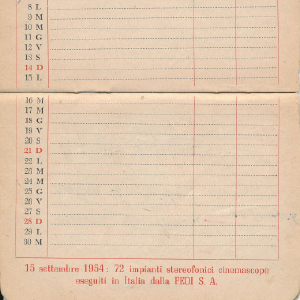 8 L
9 M
10 M
11 G
12 V
13 S
14 D
15 L
16 M
17 M
18 G
19 V
20 S
21 D
22 L
23 M
24 M
25 G
26 V
27 S
28 D
29 L
30 M
15 settembre 1954: 72 impianti stereofonici cinemascope
eseguiti in Italia dalla FEDI S. A.